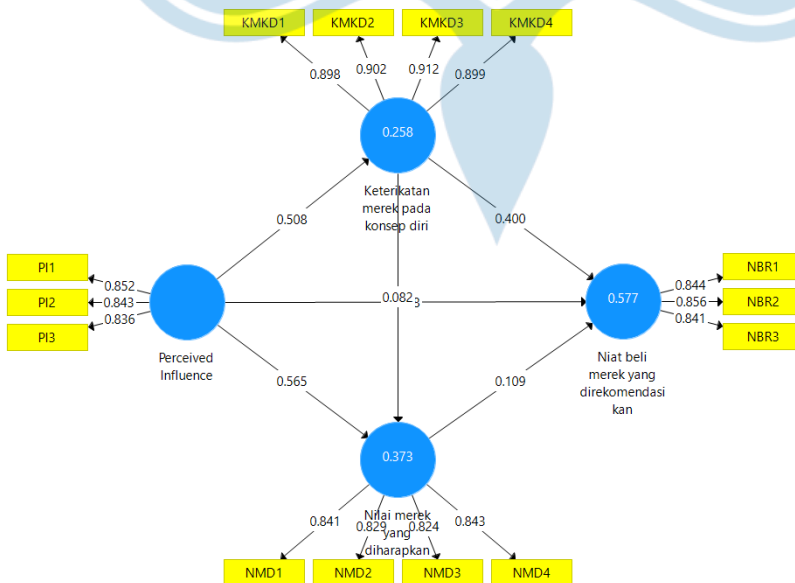 KMKD1 KMKD2 KMKD3 KMKD4
0.898 0.902 0.912 0.899
0.258
Keterikatan
merek pada
konsep diri
0.508 0.400
PI1
PI2
PI3
0.852
0.843
0.836
Perceived
Influence
0.082 3
0.577
Niat beli
merek yang
direkomendasi
kan
0.844
0.856
0.841
NBR1
NBR2
NBR3
0.565 0.109
0.373
Nilai merek
yang
diharapkan
0.841 0.829 0.824 0.843
NMD1 NMD2 NMD3 NMD4